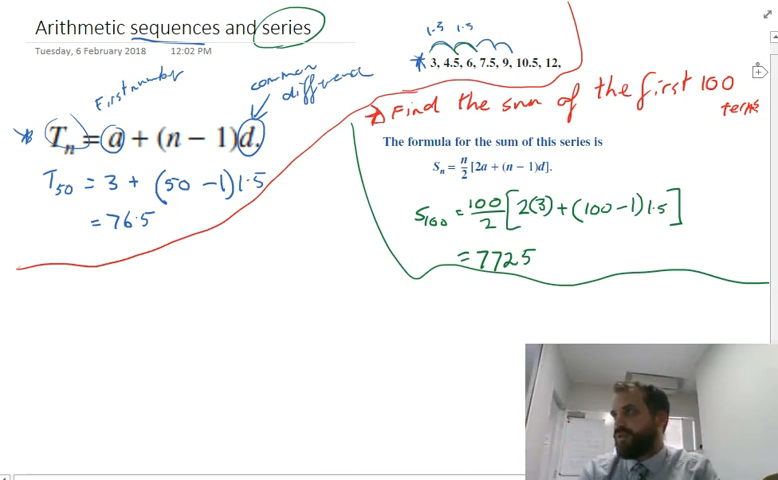 Arithmetic sequences and series
Tuesday, 6 February 2018 12:02 PM
First number
common
difference
Tn = a + (n − 1)d.
T50 = 3 + (50 − 1)1.5
= 76.5
1.5 1.5
3, 4.5, 6, 7.5, 9, 10.5, 12,
Find the sum of the first 100
terms
The formula for the sum of this series is
Sn = n/2 [2a + (n − 1)d].
S100 = 100/2 [2(3) + (100 − 1)1.5]
= 7725